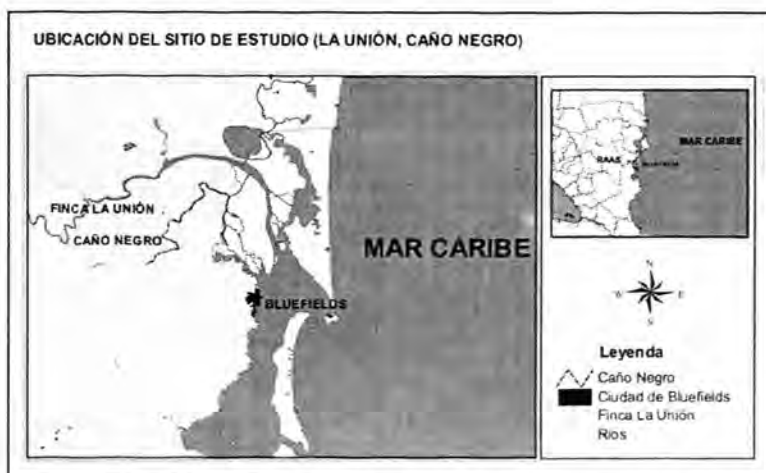 UBICACIÓN DEL SITIO DE ESTUDIO (LA UNIÓN, CAÑO NEGRO)
FINCA LA UNIÓN
CAÑO NEGRO
MAR CARIBE
BLUEFIELDS
MAR CARIBE
RAAS
N
E
S
Leyenda
Caño Negro
Ciudad de Bluefields
Finca La Unión
Rios